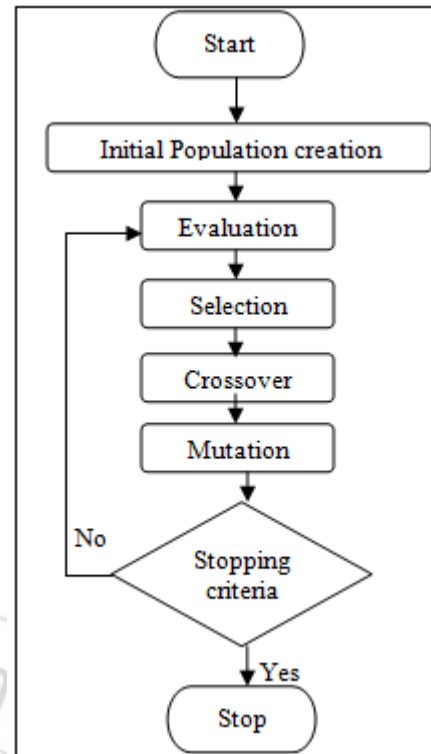 Start
Initial Population creation
Evaluation
Selection
Crossover
Mutation
No
Stopping
criteria
Yes
Stop